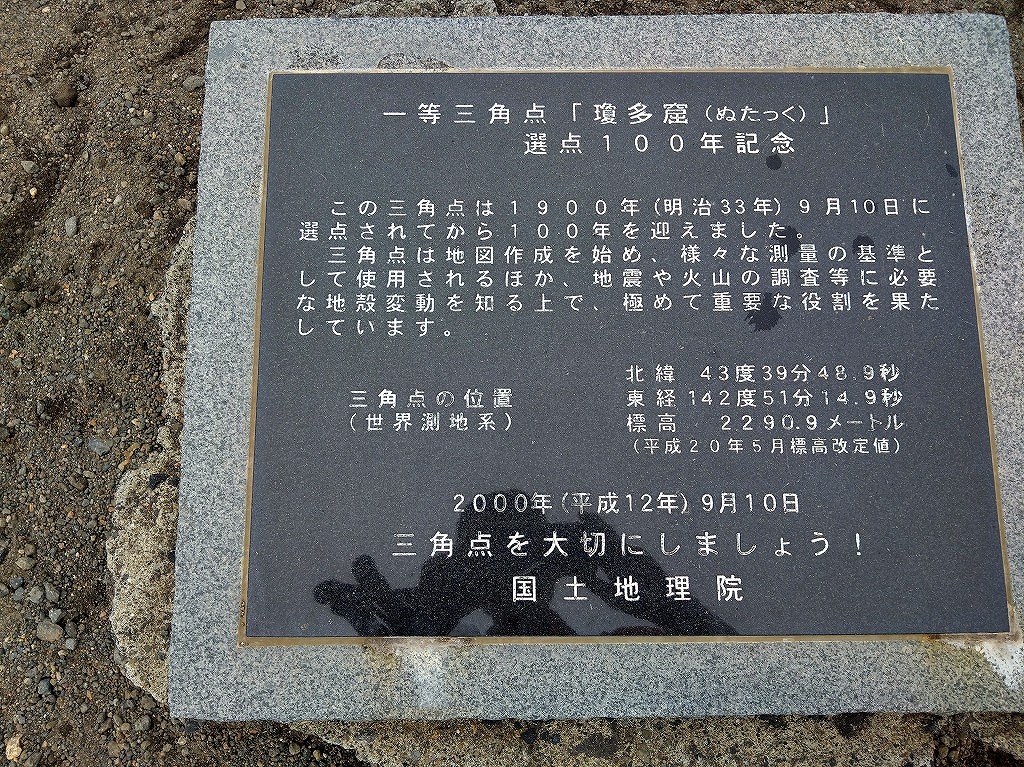 一等三角点「瓊多窟（ぬたっく）」
選点１００年記念
この三角点は１９００年（明治33年）９月10日に
選点されてから１００年を迎えました。
三角点は地図作成を始め、様々な測量の基準と
して使用されるほか、地震や火山の調査等に必要
な地殻変動を知る上で、極めて重要な役割を果た
しています。
北緯 43度39分48.9秒
三角点の位置 東経142度51分14.9秒
（世界測地系） 標高 2290.9メートル
（平成２０年５月標高改定値）
2000年（平成12年）9月10日
三角点を大切にしましょう！
国土地理院